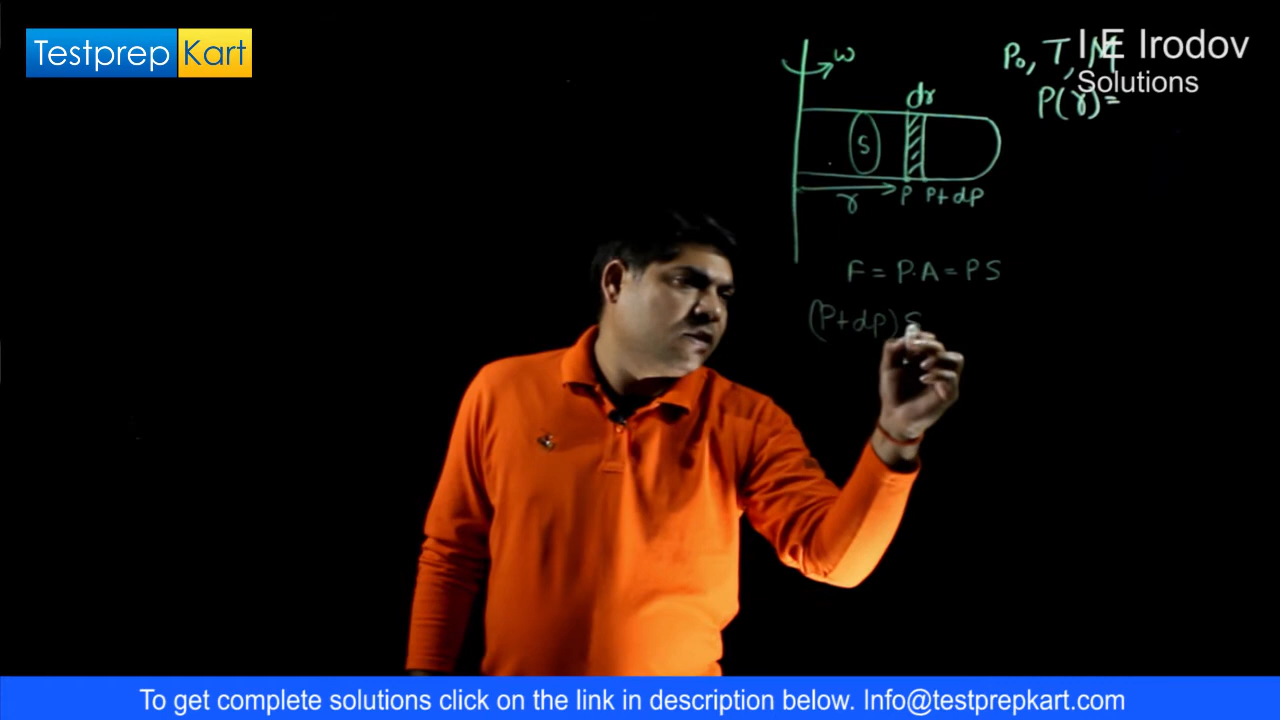 Testprep Kart
I E Irodov
Solutions
P₀, T, M
P(r)=
ω
dr
S
r
P P+dP
F = P·A = PS
(P+dP) S
To get complete solutions click on the link in description below. Info@testprepkart.com